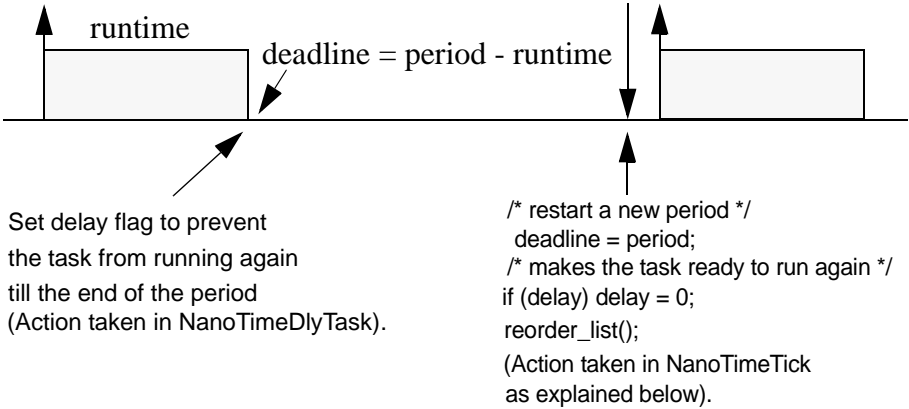 runtime
deadline = period - runtime
Set delay flag to prevent
the task from running again
till the end of the period
(Action taken in NanoTimeDlyTask).
/* restart a new period */
deadline = period;
/* makes the task ready to run again */
if (delay) delay = 0;
reorder_list();
(Action taken in NanoTimeTick
as explained below).